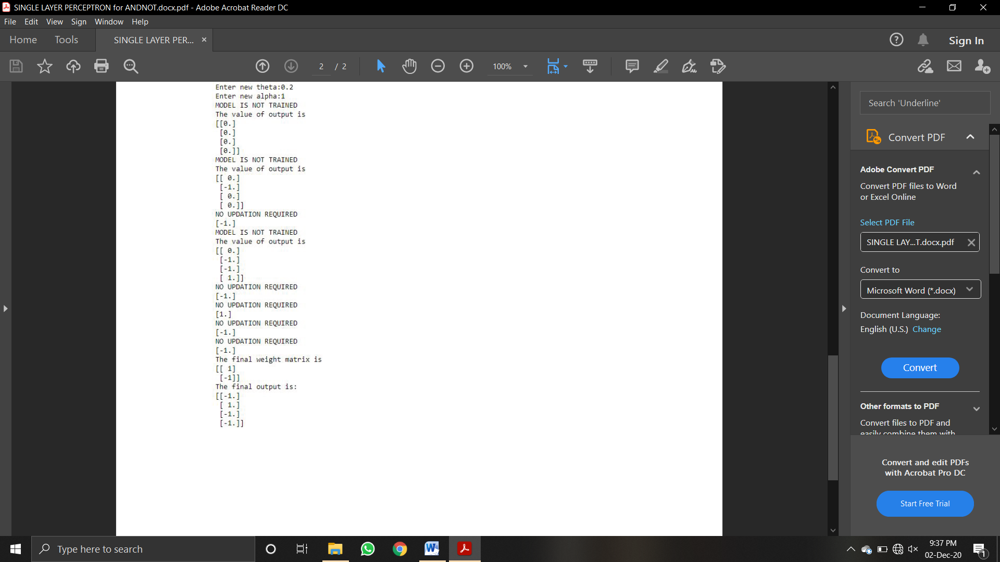 SINGLE LAYER PERCEPTRON for ANDNOT.docx.pdf - Adobe Acrobat Reader DC
File Edit View Sign Window Help
Home Tools SINGLE LAYER PER... × Sign In
2 / 2 100%
Enter new theta:0.2
Enter new alpha:1
MODEL IS NOT TRAINED
The value of output is
[[0.]
[0.]
[0.]
[0.]]
MODEL IS NOT TRAINED
The value of output is
[[ 0.]
[-1.]
[ 0.]
[ 0.]]
NO UPDATION REQUIRED
[-1.]
MODEL IS NOT TRAINED
The value of output is
[[ 0.]
[-1.]
[-1.]
[ 1.]]
NO UPDATION REQUIRED
[-1.]
NO UPDATION REQUIRED
[1.]
NO UPDATION REQUIRED
[-1.]
NO UPDATION REQUIRED
[-1.]
The final weight matrix is
[[ 1]
[-1]]
The final output is:
[[-1.]
[ 1.]
[-1.]
[-1.]]
Search 'Underline'
Convert PDF
Adobe Convert PDF
Convert PDF files to Word
or Excel Online
Select PDF File
SINGLE LAY...T.docx.pdf
Convert to
Microsoft Word (*.docx)
Document Language:
English (U.S.) Change
Convert
Other formats to PDF
Convert files to PDF and
easily combine them with
Convert and edit PDFs
with Acrobat Pro DC
Start Free Trial
Type here to search
9:37 PM
02-Dec-20
1